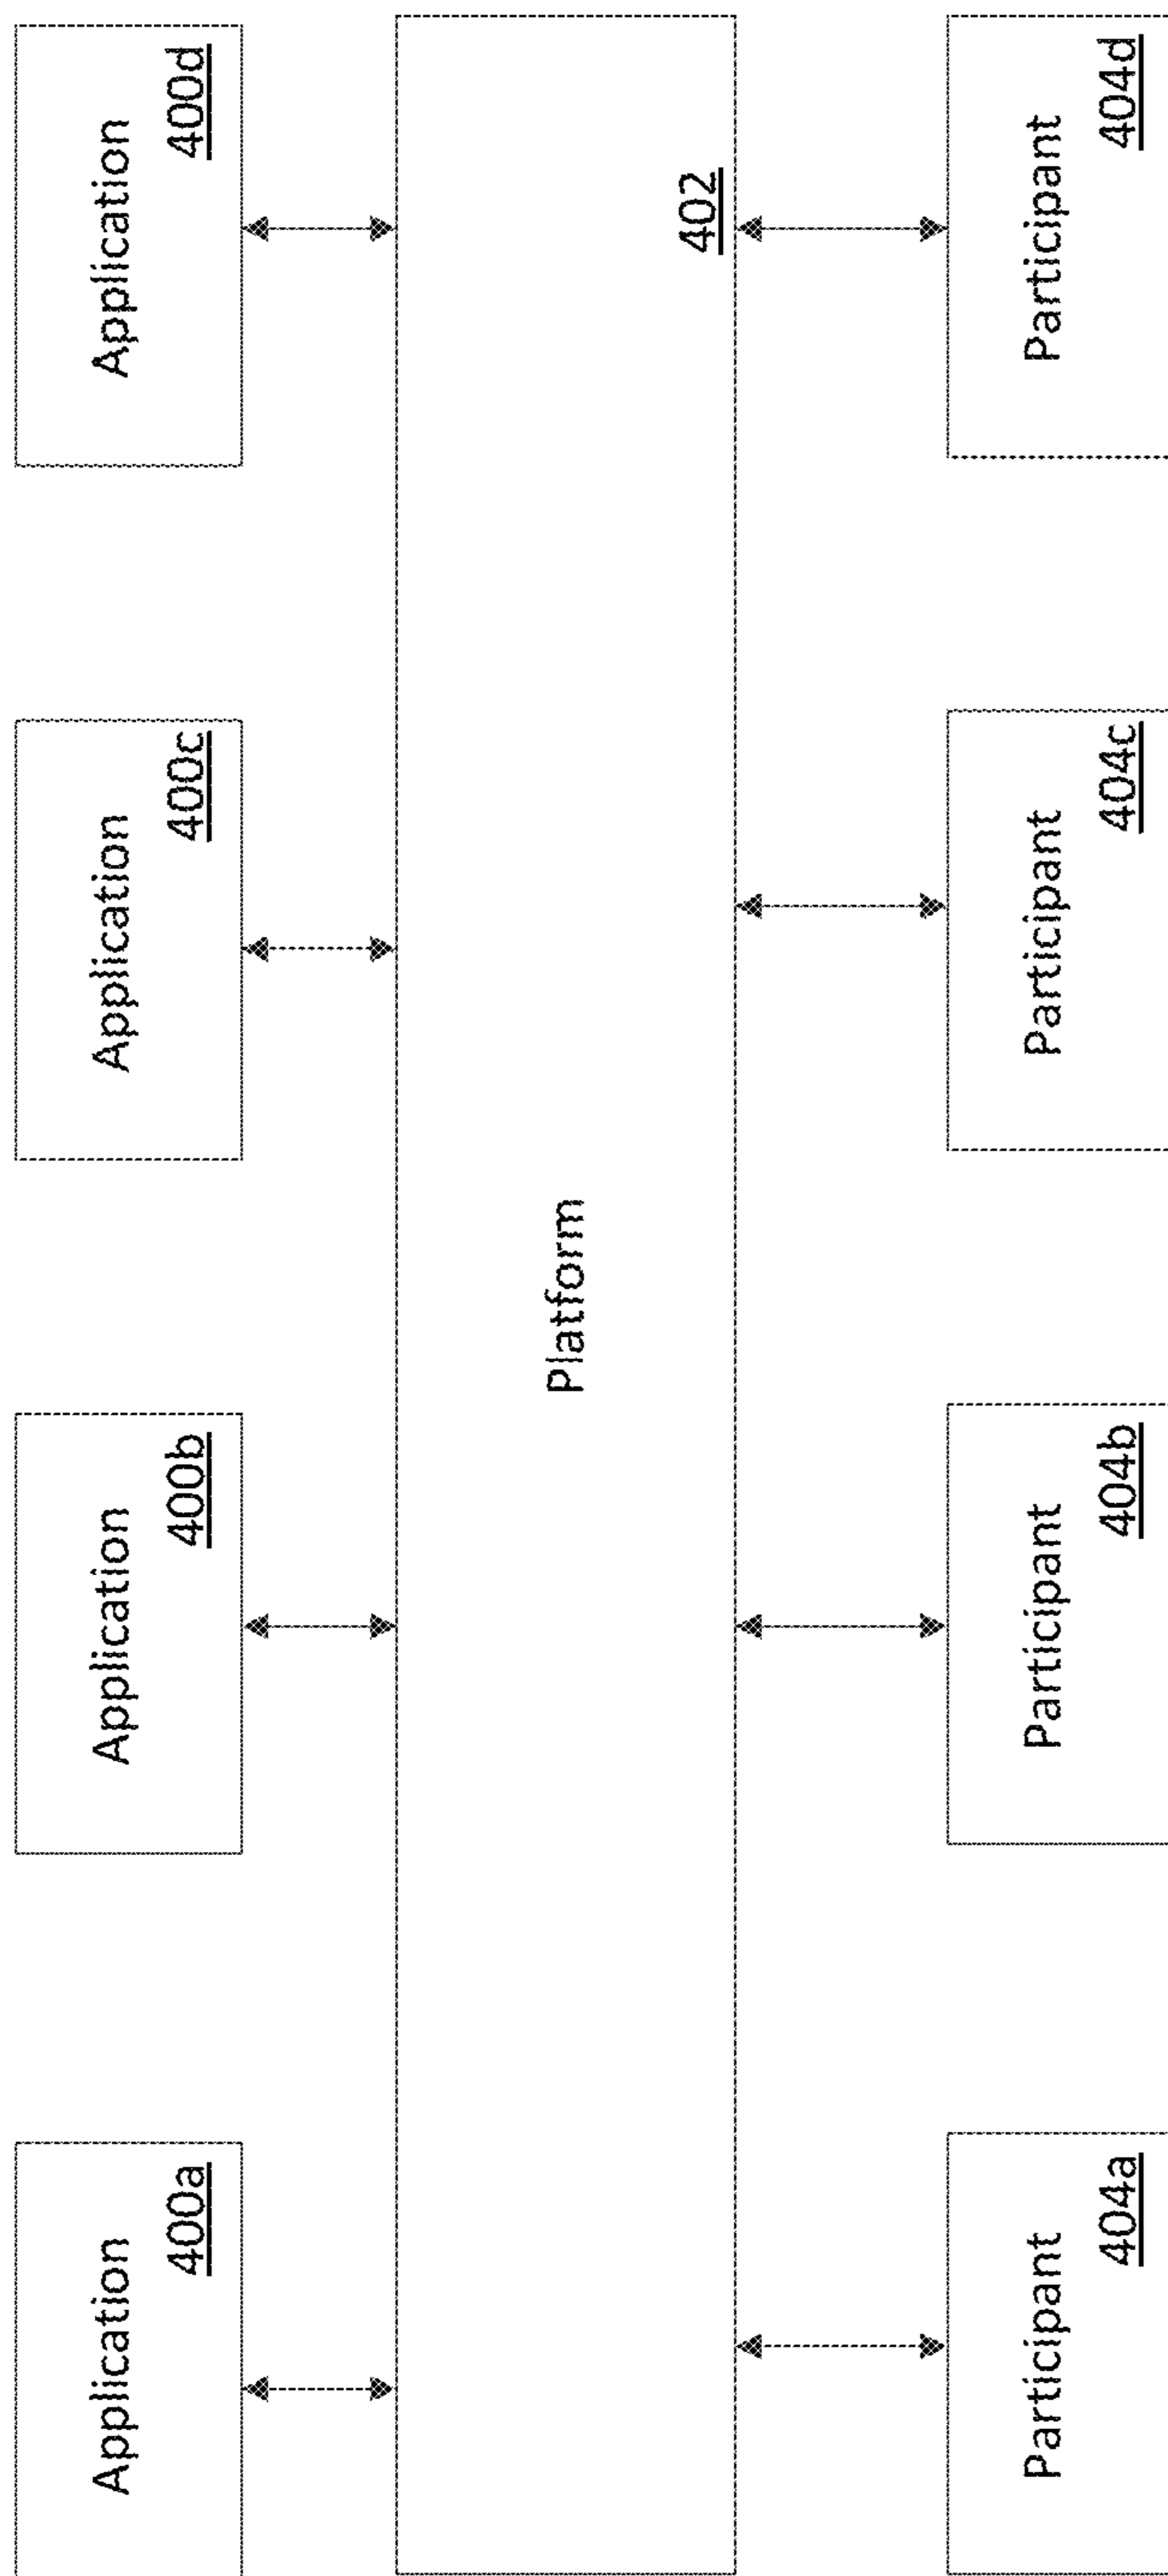 Application
400a
Application
400b
Application
400c
Application
400d
Platform
402
Participant
404a
Participant
404b
Participant
404c
Participant
404d